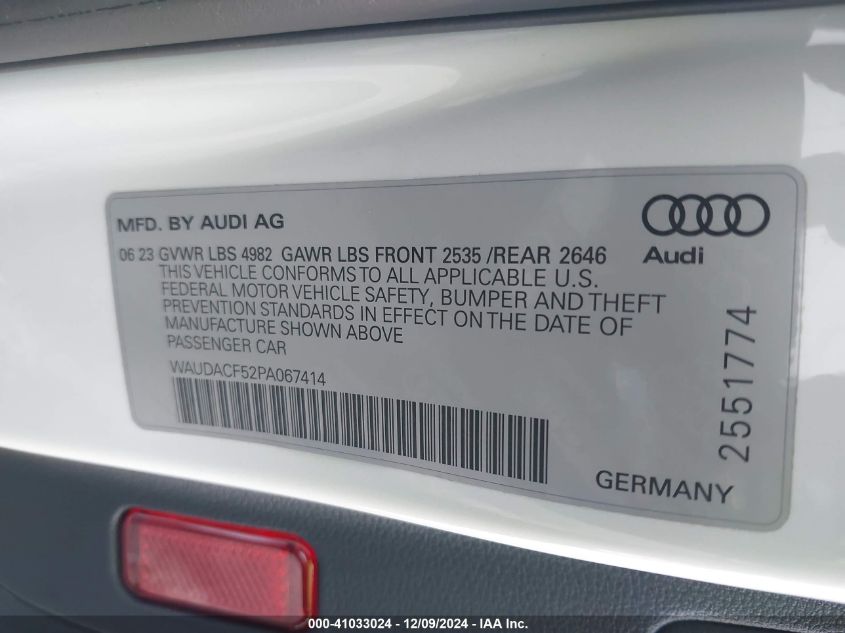 MFD. BY AUDI AG
Audi
06 23 GVWR LBS 4982 GAWR LBS FRONT 2535 /REAR 2646
THIS VEHICLE CONFORMS TO ALL APPLICABLE U.S.
FEDERAL MOTOR VEHICLE SAFETY, BUMPER AND THEFT
PREVENTION STANDARDS IN EFFECT ON THE DATE OF
MANUFACTURE SHOWN ABOVE
PASSENGER CAR
WAUDACF52PA067414
2551774
GERMANY
000-41033024 - 12/09/2024 - IAA Inc.